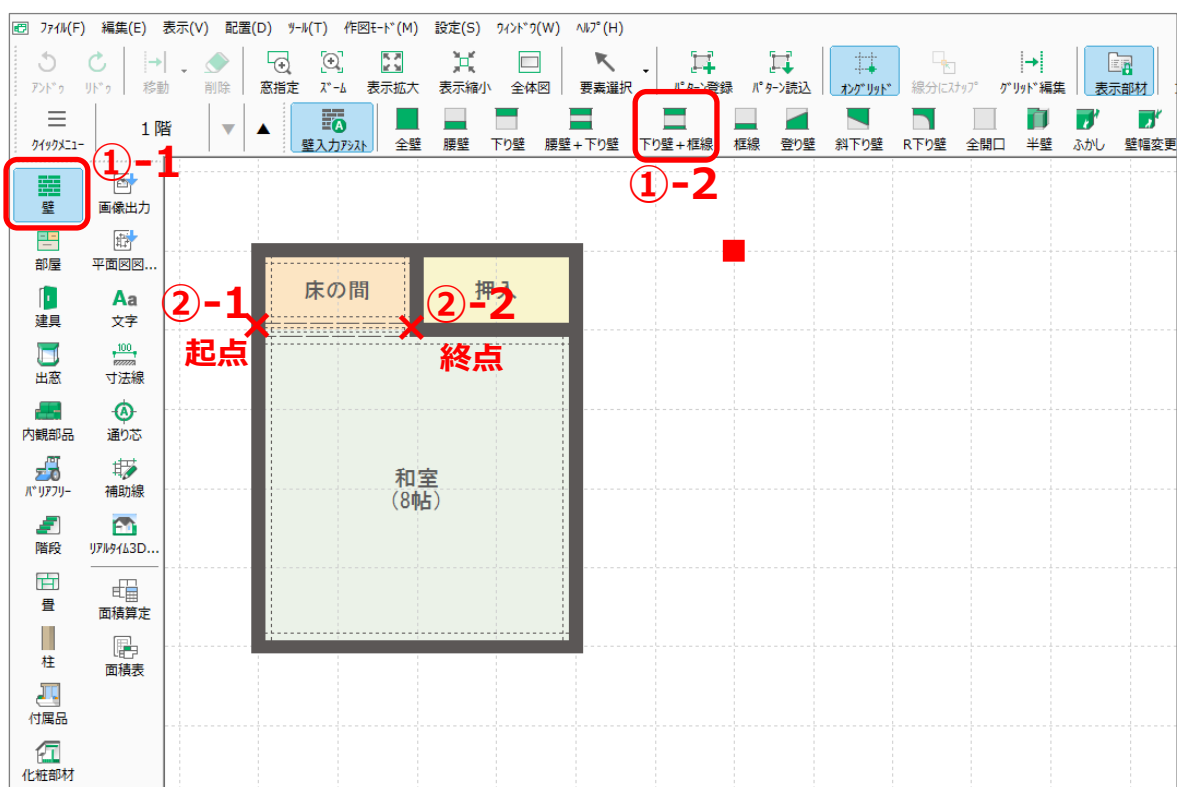 ﾌｧｲﾙ(F) 編集(E) 表示(V) 配置(D) ﾂｰﾙ(T) 作図ﾓｰﾄﾞ(M) 設定(S) ｳｨﾝﾄﾞｳ(W) ﾍﾙﾌﾟ(H)
ｱﾝﾄﾞｩ ﾘﾄﾞｩ 移動 削除 窓指定 ｽﾞｰﾑ 表示拡大 表示縮小 全体図 要素選択 ﾊﾟﾀｰﾝ登録 ﾊﾟﾀｰﾝ読込 ｵﾝｸﾞﾘｯﾄﾞ 線分にｽﾅｯﾌﾟ ｸﾞﾘｯﾄﾞ編集 表示部材
ｸｲｯｸﾒﾆｭｰ 1階 壁入力ｱｼｽﾄ 全壁 腰壁 下り壁 腰壁+下り壁 下り壁+框線 框線 登り壁 斜下り壁 R下り壁 全開口 半壁 ふかし 壁幅変更
①-1
①-2
壁 画像出力
部屋 平面図図...
建具 文字
出窓 寸法線
内観部品 通り芯
ﾊﾞﾘｱﾌﾘｰ 補助線
階段 ﾘｱﾙﾀｲﾑ3D...
畳 面積算定
柱 面積表
付属品
化粧部材
床の間 押入
②-1 ②-2
起点 終点
和室
(8帖)